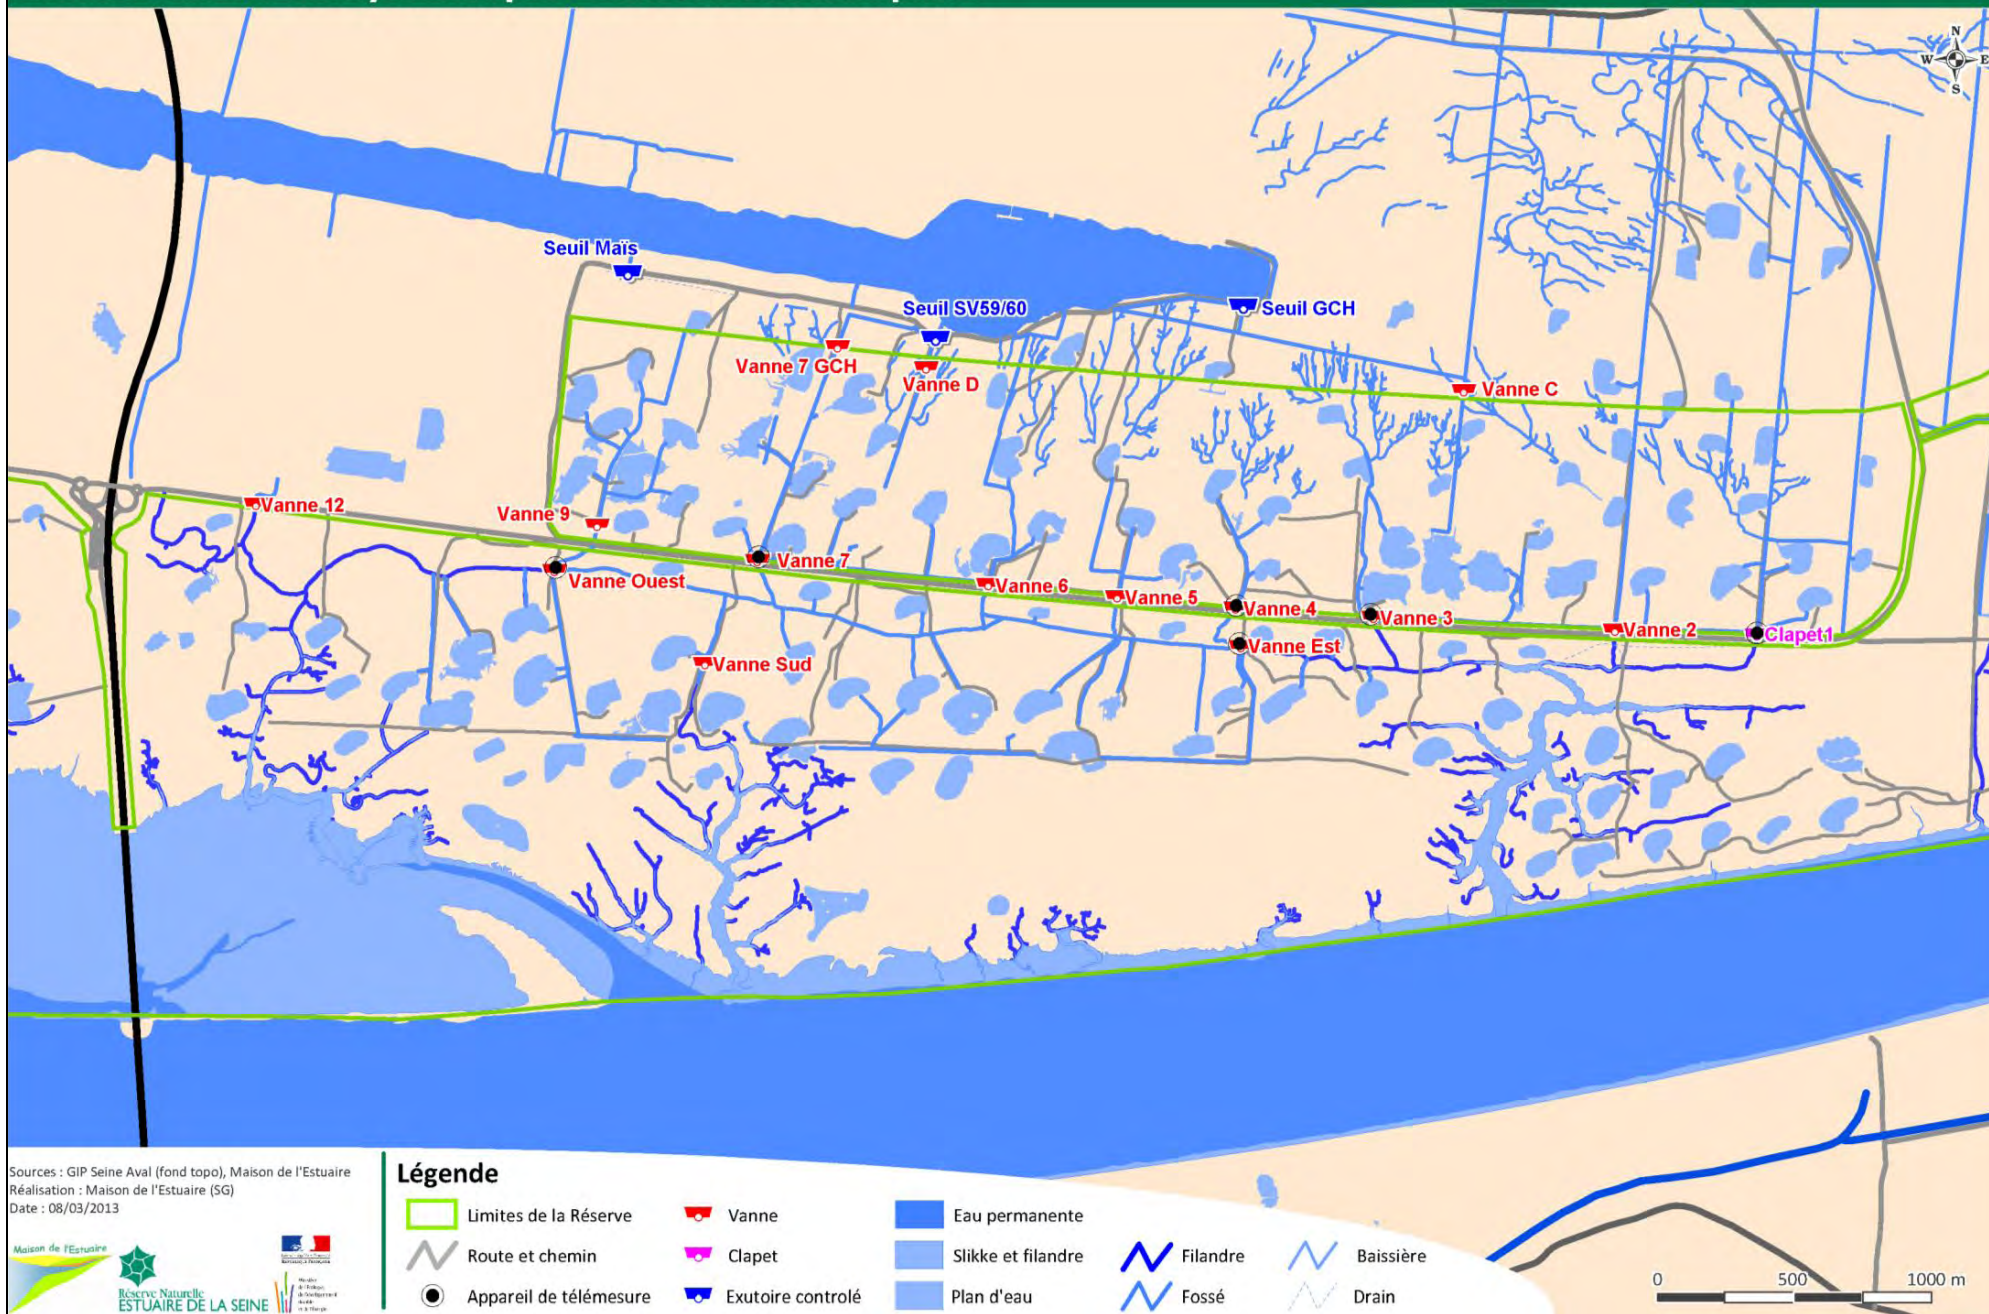 N
W E
S
Seuil Maïs
Seuil SV59/60
Seuil GCH
Vanne 7 GCH
Vanne D
Vanne C
Vanne 12
Vanne 9
Vanne Ouest
Vanne 7
Vanne 6
Vanne 5
Vanne 4
Vanne 3
Vanne 2
Clapet1
Vanne Est
Vanne Sud
Sources : GIP Seine Aval (fond topo), Maison de l'Estuaire
Réalisation : Maison de l'Estuaire (SG)
Date : 08/03/2013
Maison de l'Estuaire
Réserve Naturelle
ESTUAIRE DE LA SEINE
Légende
Limites de la Réserve
Route et chemin
Appareil de télémesure
Vanne
Clapet
Exutoire controlé
Eau permanente
Slikke et filandre
Plan d'eau
Filandre
Fossé
Baissière
Drain
0 500 1000 m